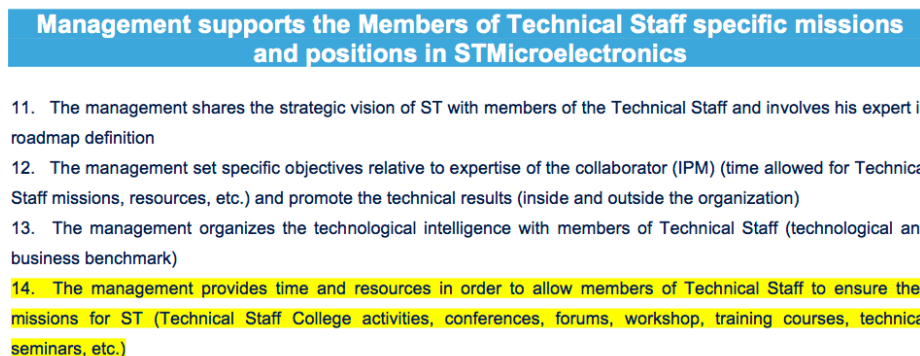 Management supports the Members of Technical Staff specific missions
and positions in STMicroelectronics
11. The management shares the strategic vision of ST with members of the Technical Staff and involves his expert i
roadmap definition
12. The management set specific objectives relative to expertise of the collaborator (IPM) (time allowed for Technica
Staff missions, resources, etc.) and promote the technical results (inside and outside the organization)
13. The management organizes the technological intelligence with members of Technical Staff (technological an
business benchmark)
14. The management provides time and resources in order to allow members of Technical Staff to ensure the
missions for ST (Technical Staff College activities, conferences, forums, workshop, training courses, technica
seminars, etc.)